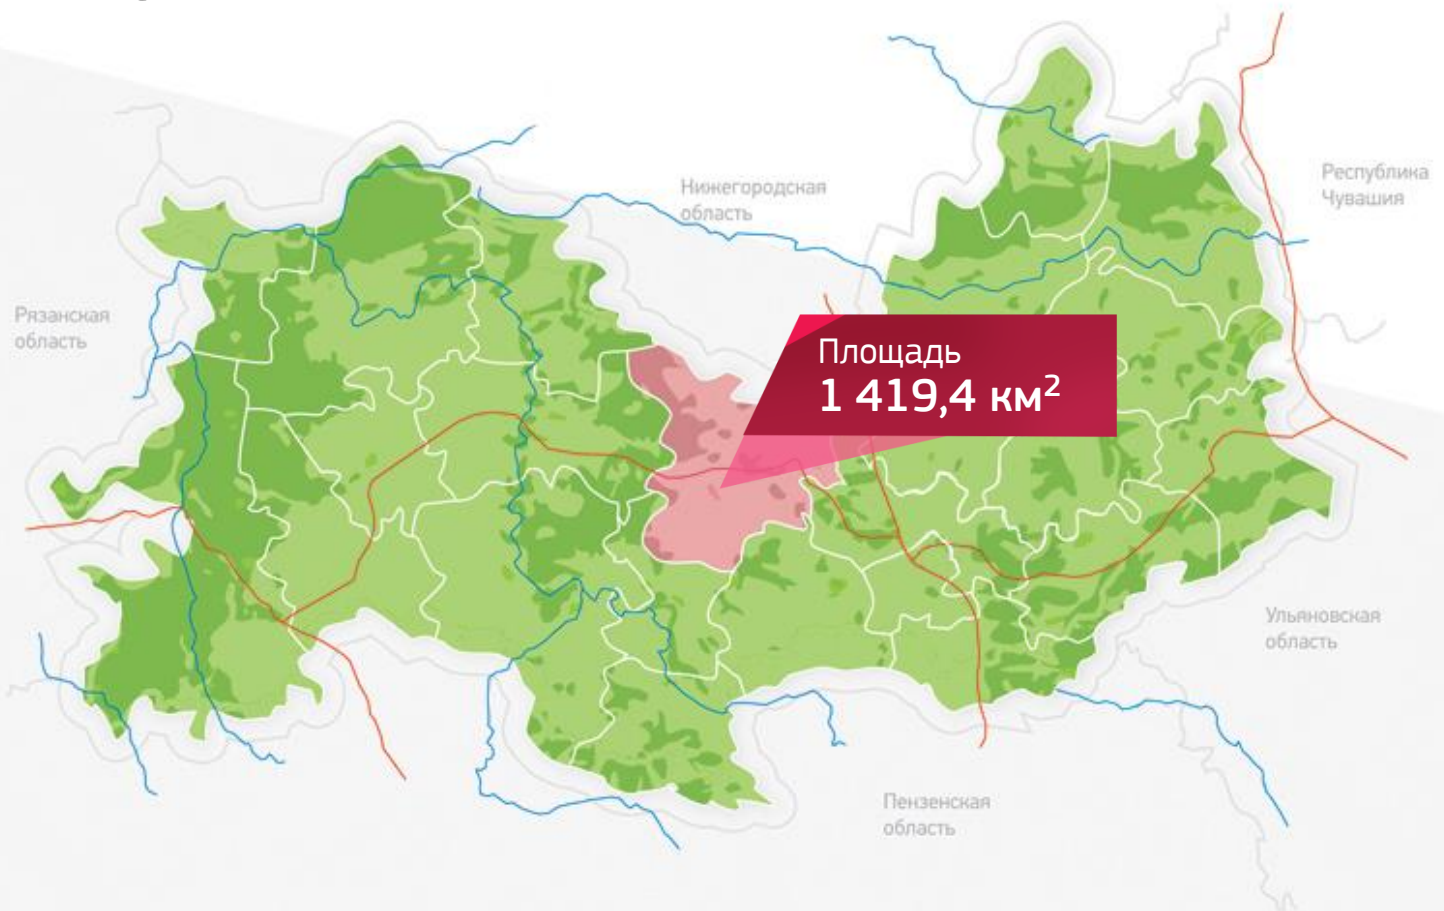 Нижегородская
область
Республика
Чувашия
Рязанская
область
Площадь
1 419,4 км²
Ульяновская
область
Пензенская
область